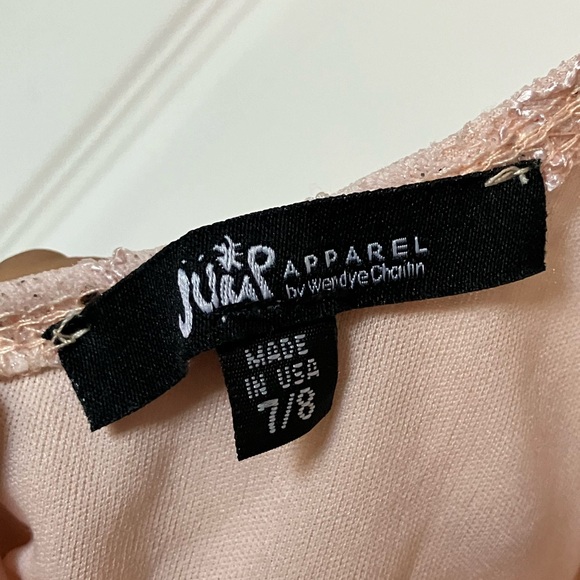 jump
APPAREL
by Wendye Chaitin
MADE
IN USA
7/8